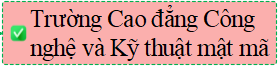 Trường Cao đẳng Công
nghệ và Kỹ thuật mật mã